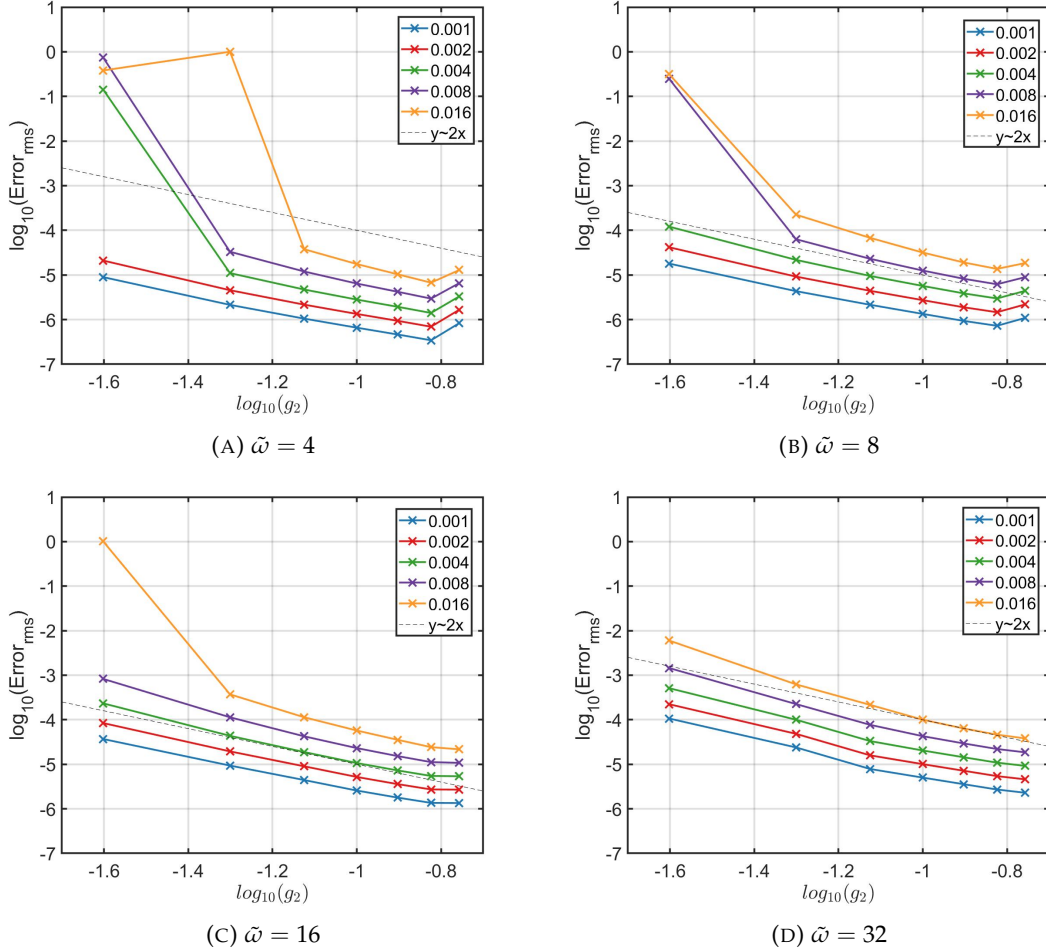 1
0
-1
-2
-3
-4
-5
-6
-7
log10(Errorrms)
-1.6 -1.4 -1.2 -1 -0.8
log10(g2)
0.001
0.002
0.004
0.008
0.016
y~2x
(A) ω̃ = 4
1
0
-1
-2
-3
-4
-5
-6
-7
log10(Errorrms)
-1.6 -1.4 -1.2 -1 -0.8
log10(g2)
0.001
0.002
0.004
0.008
0.016
y~2x
(B) ω̃ = 8
1
0
-1
-2
-3
-4
-5
-6
-7
log10(Errorrms)
-1.6 -1.4 -1.2 -1 -0.8
log10(g2)
0.001
0.002
0.004
0.008
0.016
y~2x
(C) ω̃ = 16
1
0
-1
-2
-3
-4
-5
-6
-7
log10(Errorrms)
-1.6 -1.4 -1.2 -1 -0.8
log10(g2)
0.001
0.002
0.004
0.008
0.016
y~2x
(D) ω̃ = 32